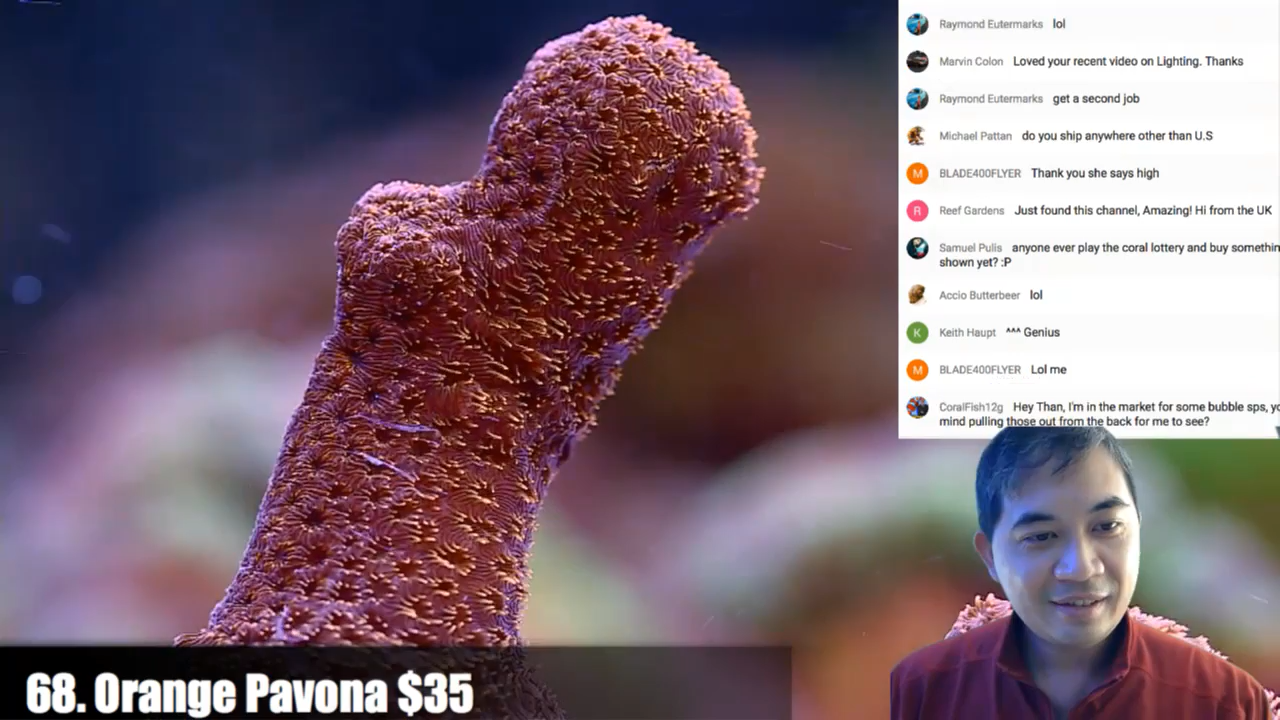 Raymond Eutermarks lol
Marvin Colon Loved your recent video on Lighting. Thanks
Raymond Eutermarks get a second job
Michael Pattan do you ship anywhere other than U.S
M BLADE400FLYER Thank you she says high
R Reef Gardens Just found this channel, Amazing! Hi from the UK
Samuel Pulis anyone ever play the coral lottery and buy somethin
shown yet? :P
Accio Butterbeer lol
K Keith Haupt ^^^ Genius
M BLADE400FLYER Lol me
CoralFish12g Hey Than, I'm in the market for some bubble sps, yo
mind pulling those out from the back for me to see?
68. Orange Pavona $35